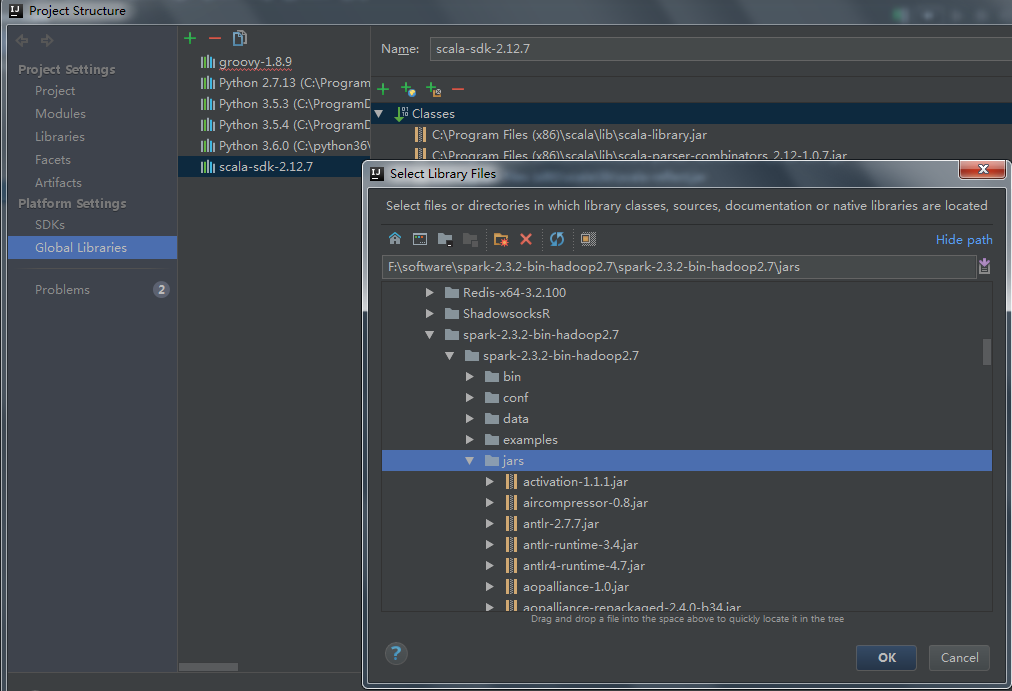 Project Structure
Project Settings
Project
Modules
Libraries
Facets
Artifacts
Platform Settings
SDKs
Global Libraries
Problems
2
groovy-1.8.9
Python 2.7.13 (C:\Program
Python 3.5.3 (C:\ProgramD
Python 3.5.4 (C:\ProgramD
Python 3.6.0 (C:\python36\
scala-sdk-2.12.7
Name: scala-sdk-2.12.7
Classes
C:\Program Files (x86)\scala\lib\scala-library.jar
C:\Program Files (x86)\scala\lib\scala-parser-combinators_2.12-1.0.7.jar
Select Library Files
Select files or directories in which library classes, sources, documentation or native libraries are located
Hide path
F:\software\spark-2.3.2-bin-hadoop2.7\spark-2.3.2-bin-hadoop2.7\jars
Redis-x64-3.2.100
ShadowsocksR
spark-2.3.2-bin-hadoop2.7
spark-2.3.2-bin-hadoop2.7
bin
conf
data
examples
jars
activation-1.1.1.jar
aircompressor-0.8.jar
antlr-2.7.7.jar
antlr-runtime-3.4.jar
antlr4-runtime-4.7.jar
aopalliance-1.0.jar
aopalliance-repackaged-2.4.0-b34.jar
Drag and drop a file into the space above to quickly locate it in the tree
?
OK
Cancel